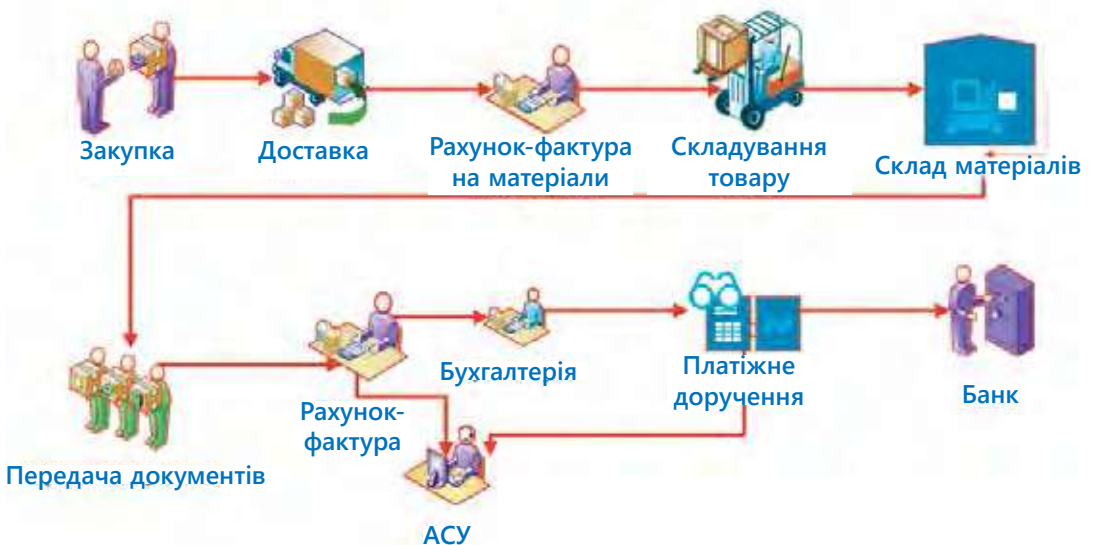 Закупка
Доставка
Рахунок-фактура
на матеріали
Складування
товару
Склад матеріалів
Передача документів
Рахунок-
фактура
Бухгалтерія
Платіжне
доручення
Банк
АСУ